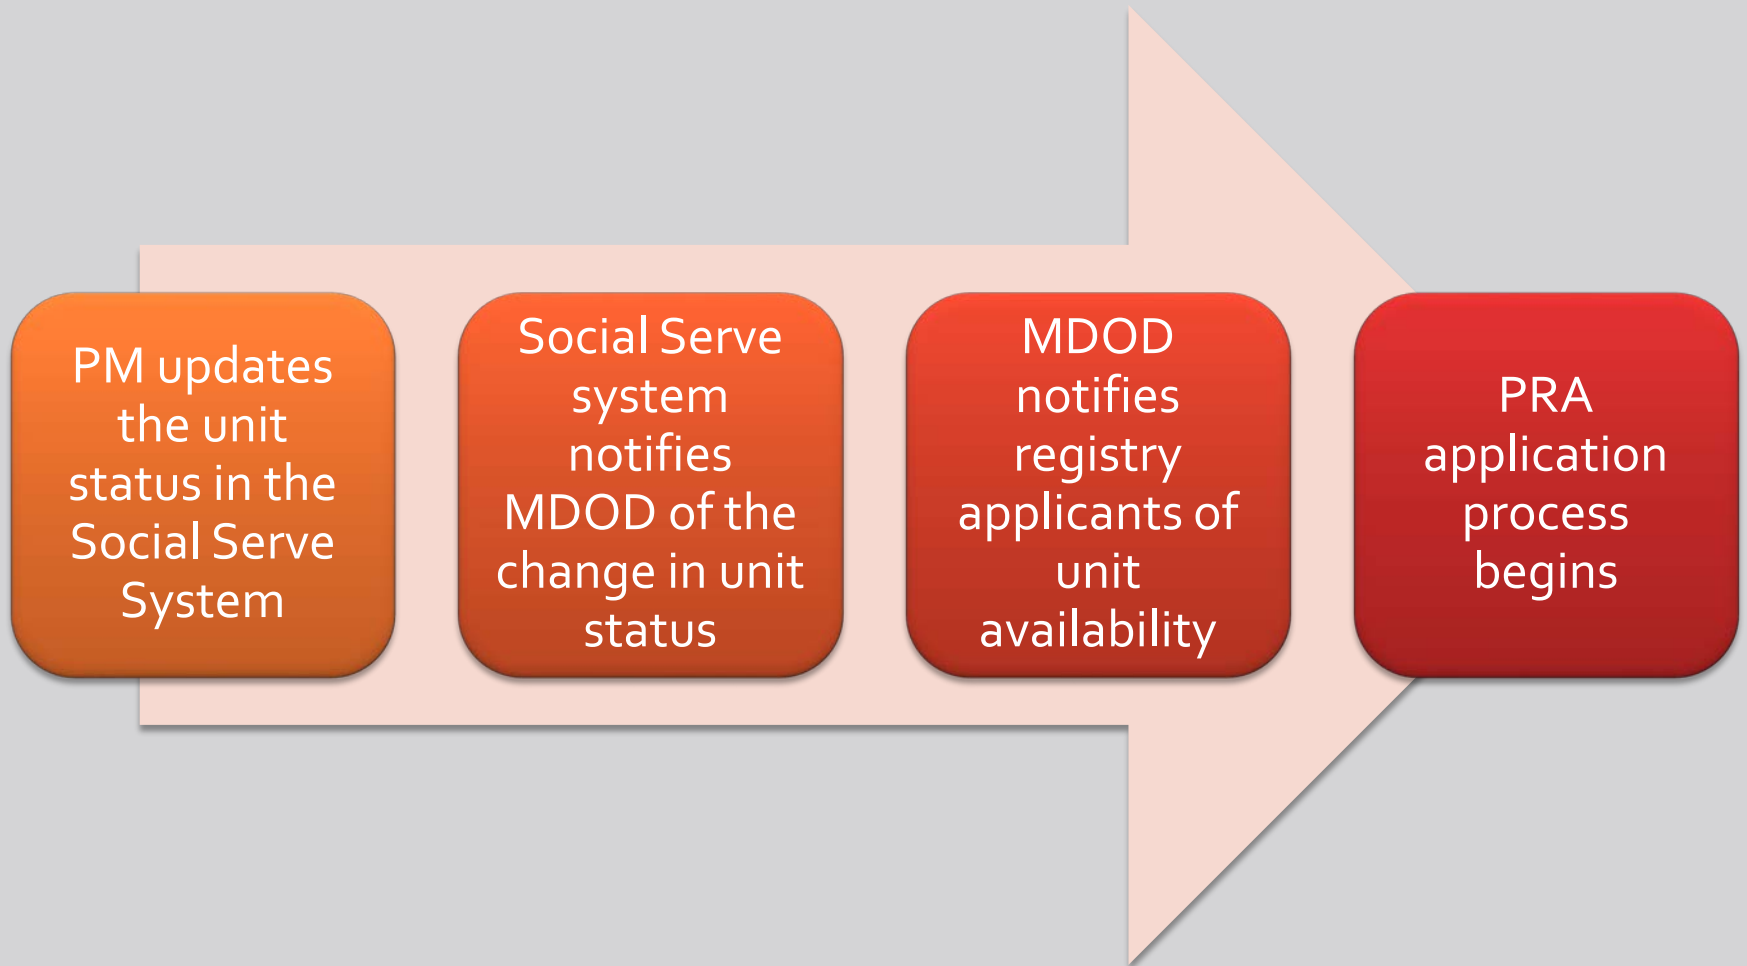 PM updates
the unit
status in the
Social Serve
System
Social Serve
system
notifies
MDOD of the
change in unit
status
MDOD
notifies
registry
applicants of
unit
availability
PRA
application
process
begins